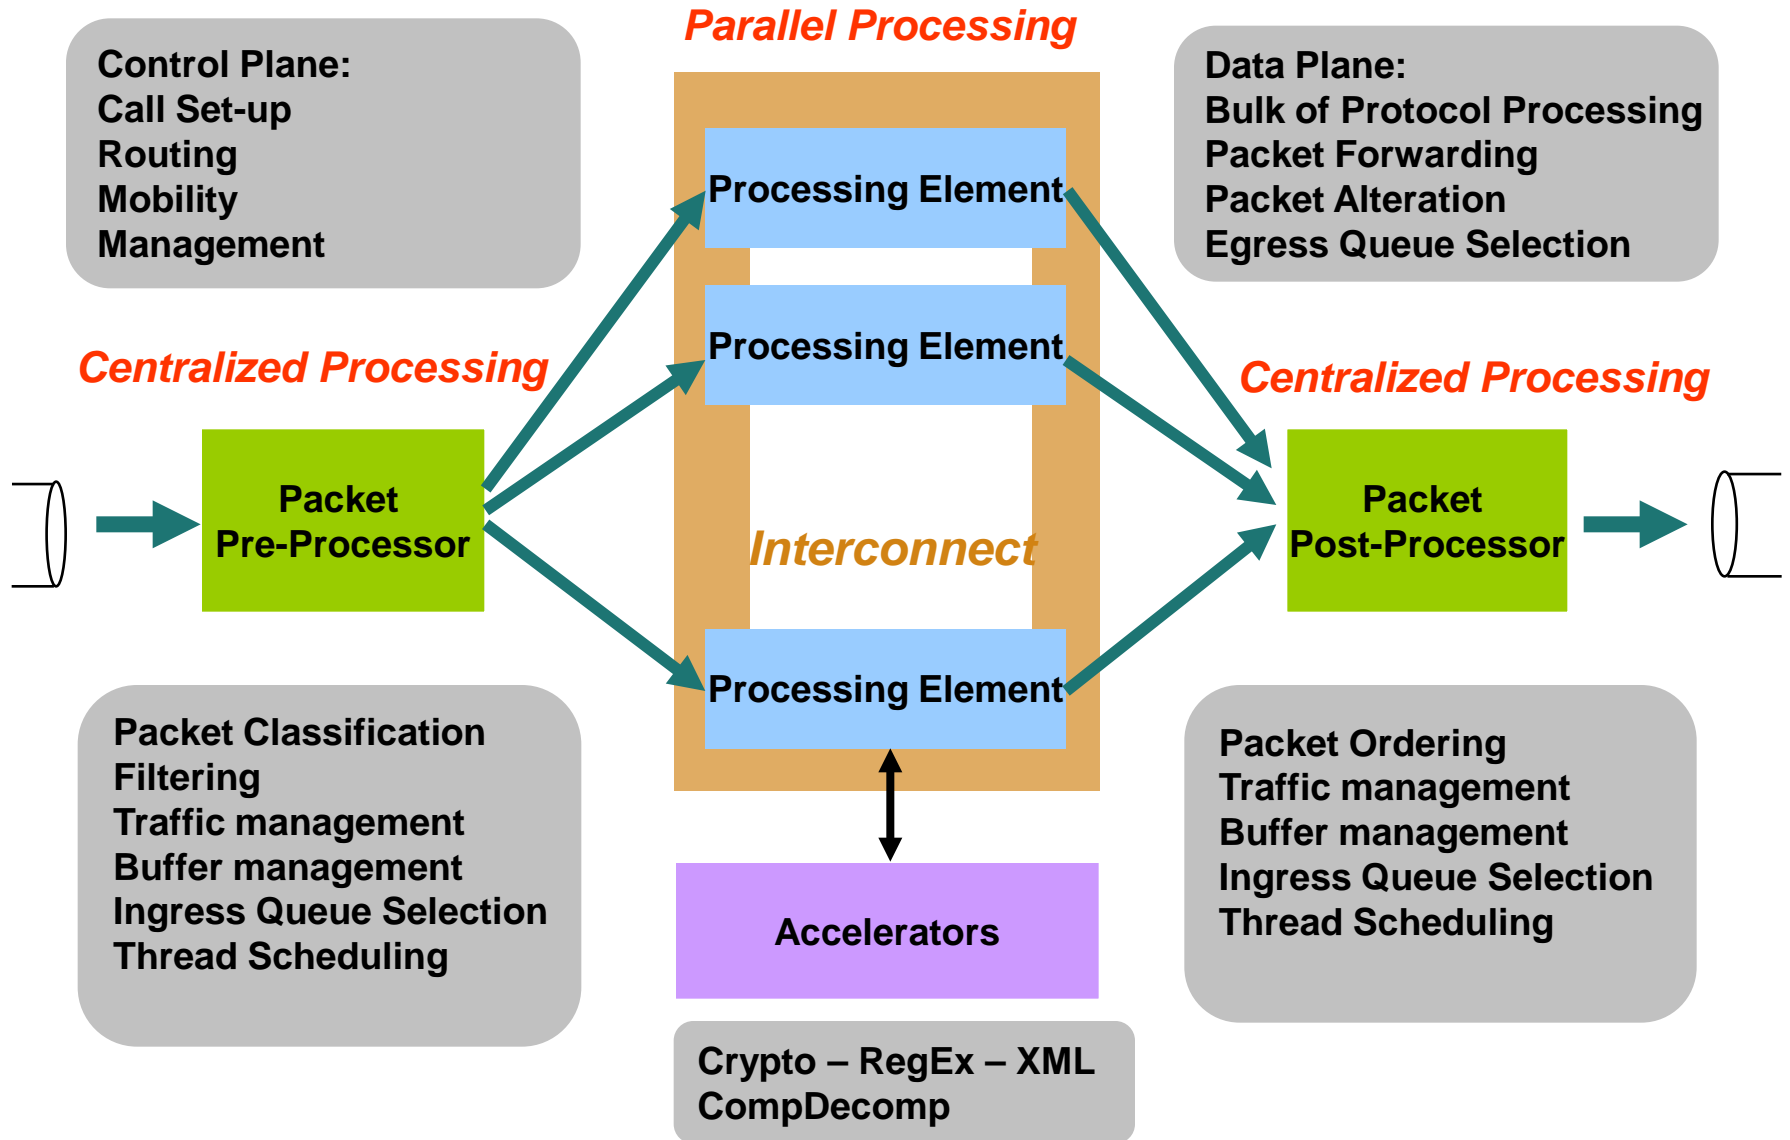 Parallel Processing
Control Plane:
Call Set-up
Routing
Mobility
Management
Data Plane:
Bulk of Protocol Processing
Packet Forwarding
Packet Alteration
Egress Queue Selection
Processing Element
Processing Element
Centralized Processing
Centralized Processing
Packet
Pre-Processor
Interconnect
Packet
Post-Processor
Processing Element
Packet Classification
Filtering
Traffic management
Buffer management
Ingress Queue Selection
Thread Scheduling
Packet Ordering
Traffic management
Buffer management
Ingress Queue Selection
Thread Scheduling
Accelerators
Crypto – RegEx – XML
CompDecomp